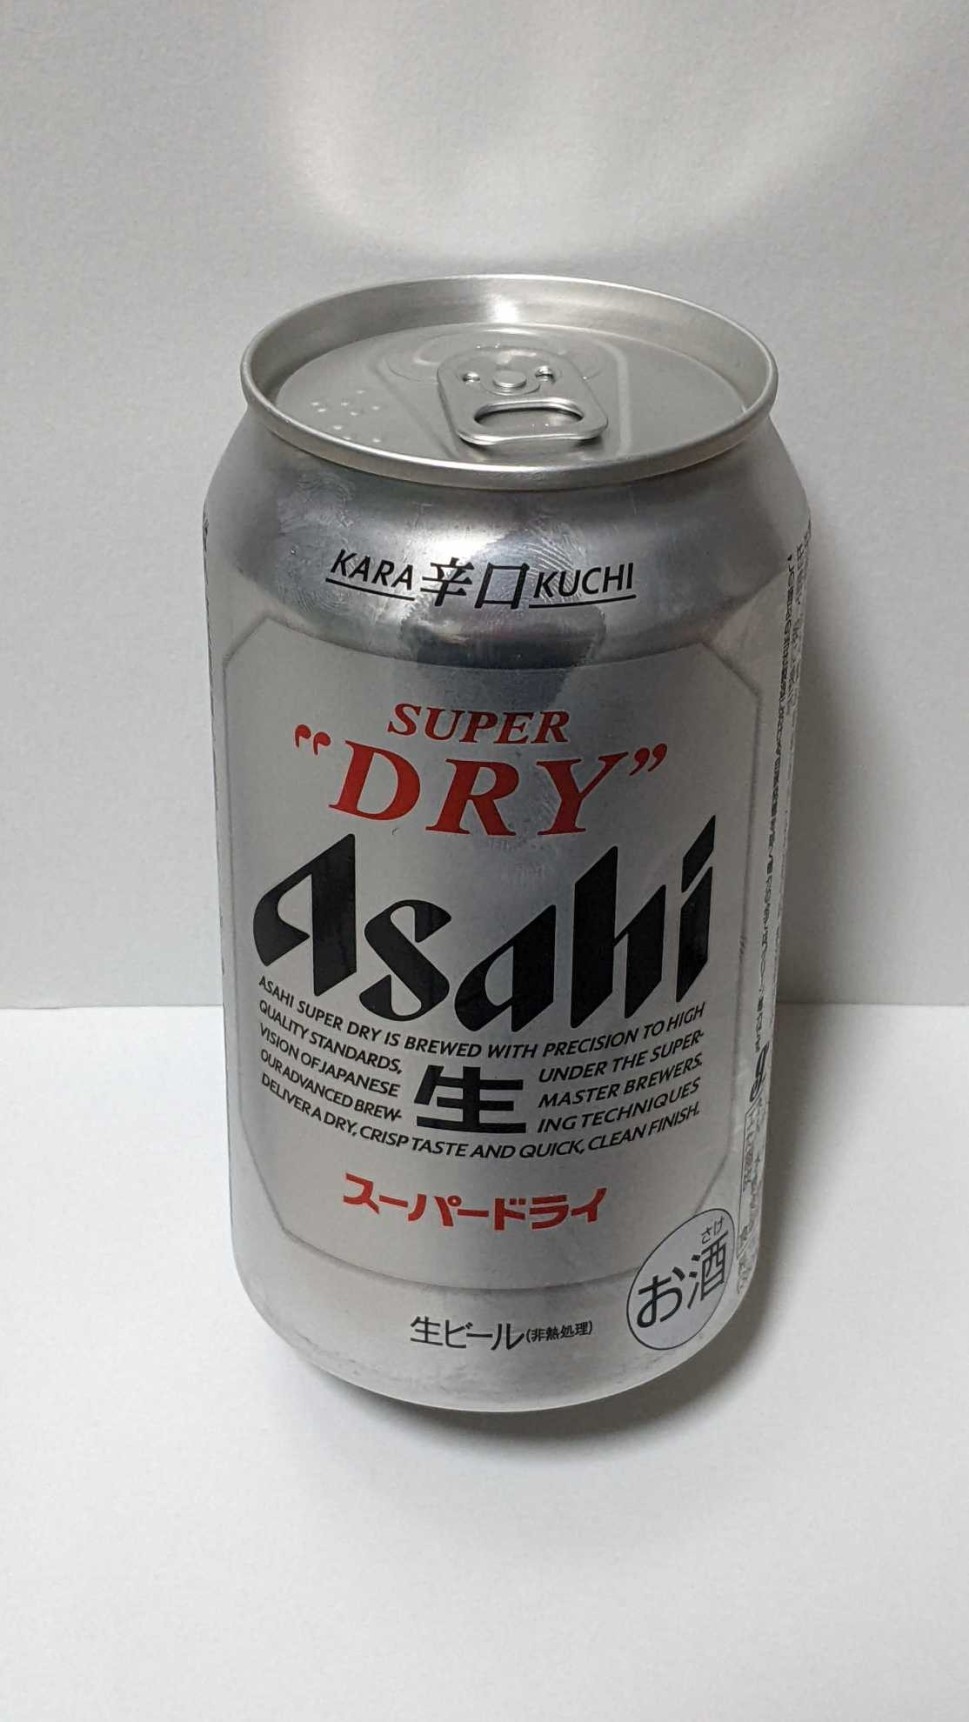 KARA 辛口 KUCHI
SUPER
“DRY”
Asahi
ASAHI SUPER DRY IS BREWED WITH PRECISION TO HIGH
QUALITY STANDARDS, UNDER THE SUPER-
VISION OF JAPANESE MASTER BREWERS.
OUR ADVANCED BREW- ING TECHNIQUES
DELIVER A DRY, CRISP TASTE AND QUICK, CLEAN FINISH.
生
スーパードライ
さけ
お酒
生ビール(非熱処理)